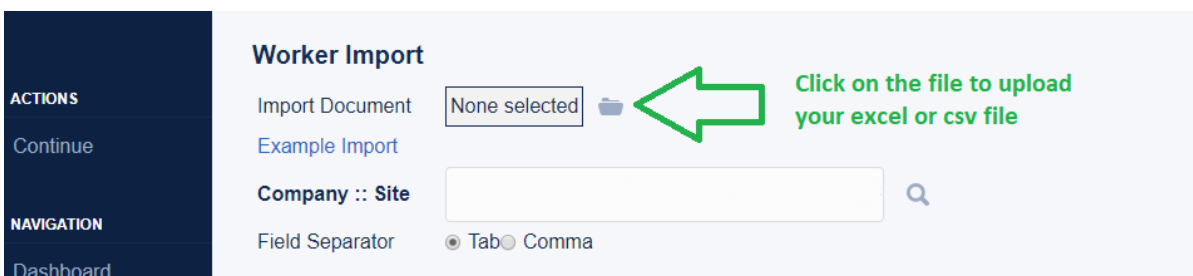 ACTIONS
Continue
NAVIGATION
Dashboard
Worker Import
Import Document None selected
Example Import
Company :: Site
Field Separator Tab Comma
Click on the file to upload
your excel or csv file